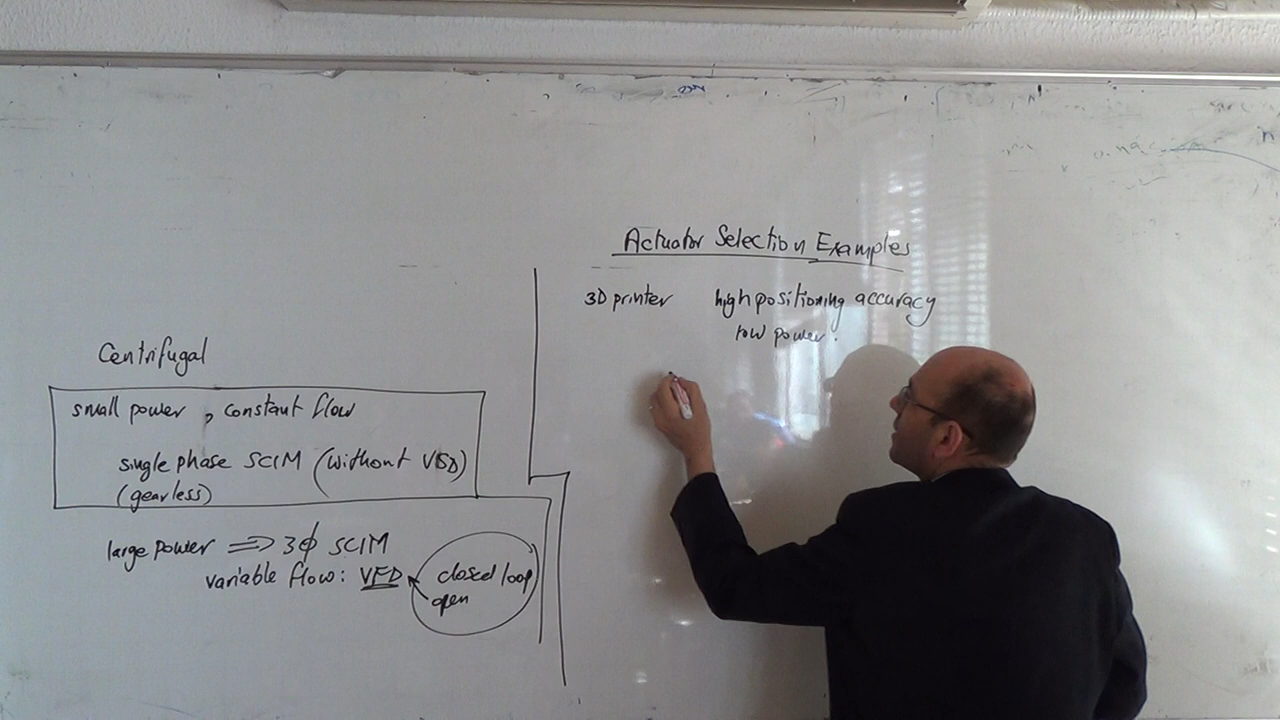 Centrifugal
small power, constant flow
single phase SCIM (without VSD)
(gearless)
large power => 3ϕ SCIM
variable flow: VFD
closed loop
open
Actuator Selection Examples
3D printer high positioning accuracy
low power.